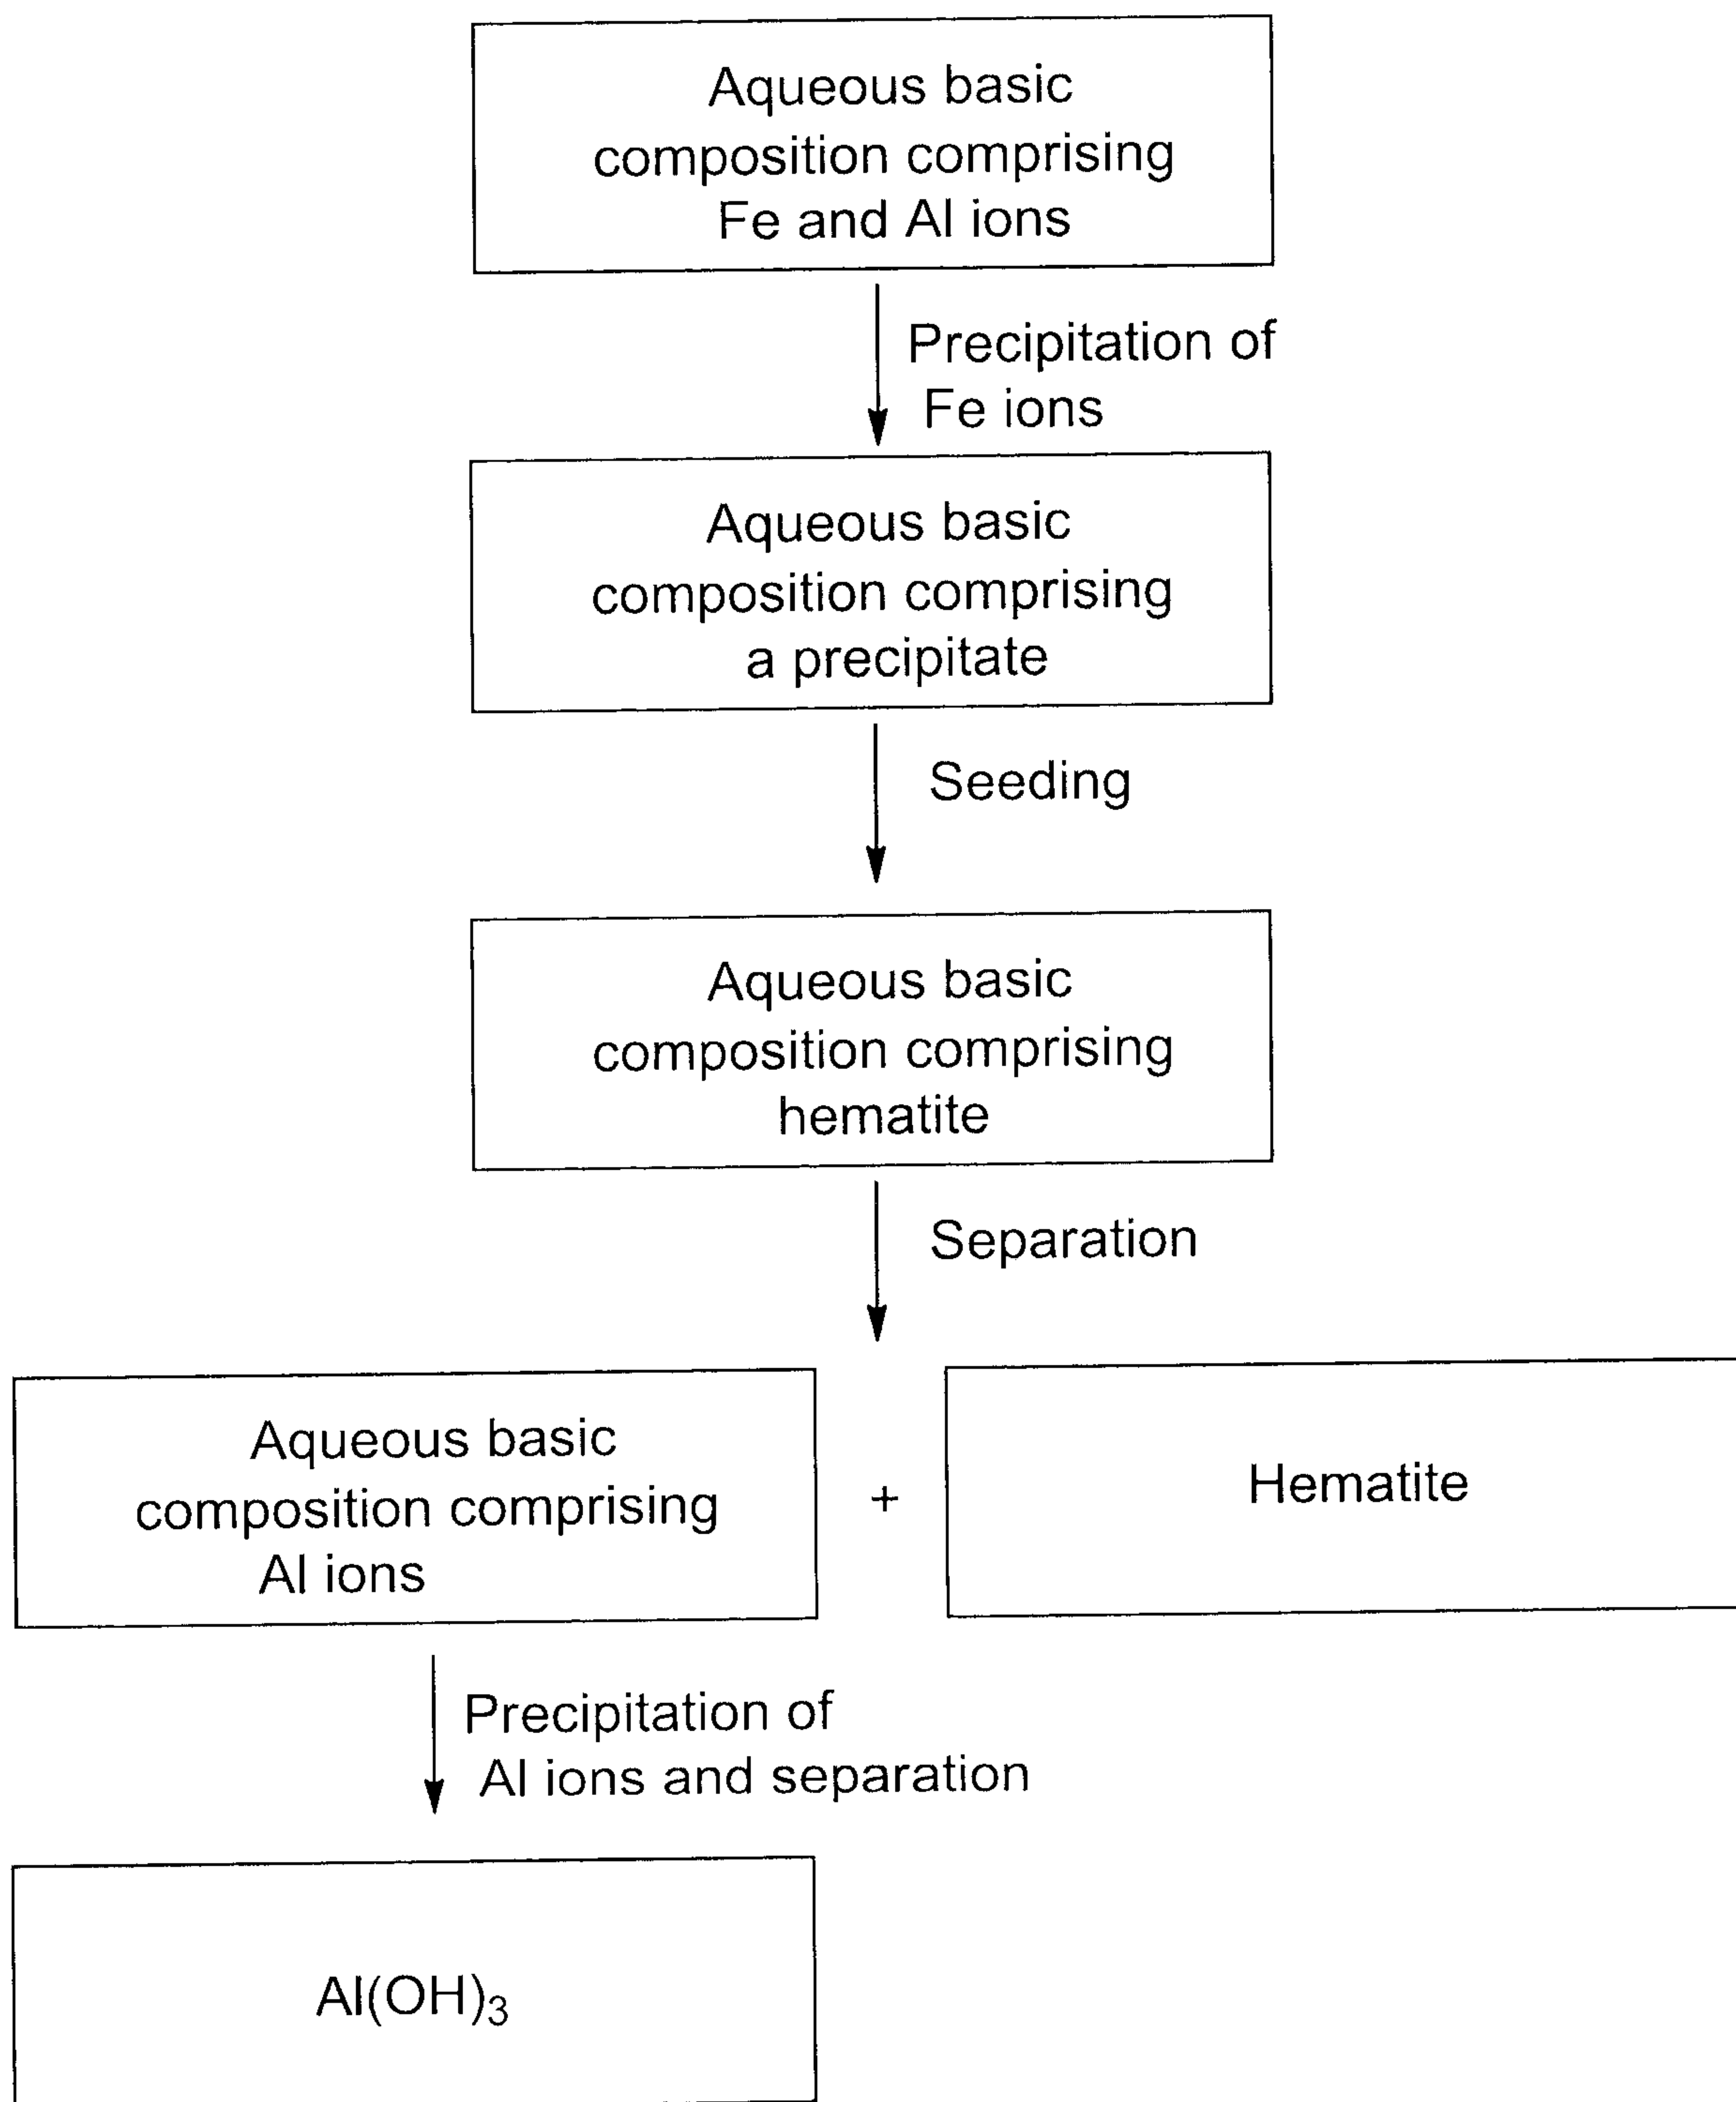 Aqueous basic
composition comprising
Fe and Al ions
Precipitation of
Fe ions
Aqueous basic
composition comprising
a precipitate
Seeding
Aqueous basic
composition comprising
hematite
Separation
Aqueous basic
composition comprising
Al ions
+
Hematite
Precipitation of
Al ions and separation
Al(OH)₃